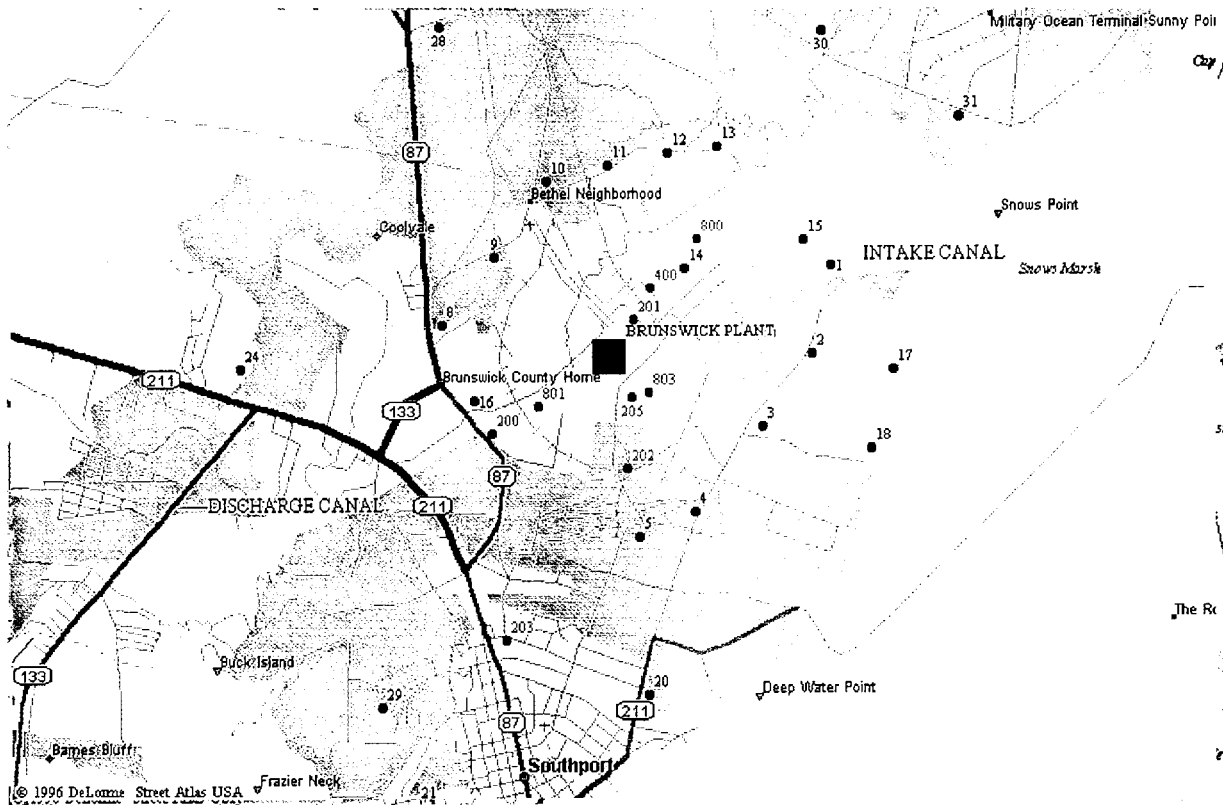 Military Ocean Terminal Sunny Poi
28
30
31
87
12
13
11
10
Bethel Neighborhood
Snows Point
Coolvale
800
15
9
14
INTAKE CANAL
1
Snows Marsh
400
201
8
BRUNSWICK PLANT
2
17
24
211
Brunswick County Home
803
133
16
801
205
3
200
18
202
87
DISCHARGE CANAL
211
4
5
203
The Ro
Buck Island
133
20
Deep Water Point
29
211
87
Barnes Bluff
Southport
Frazier Neck
© 1996 DeLorme Street Atlas USA
21